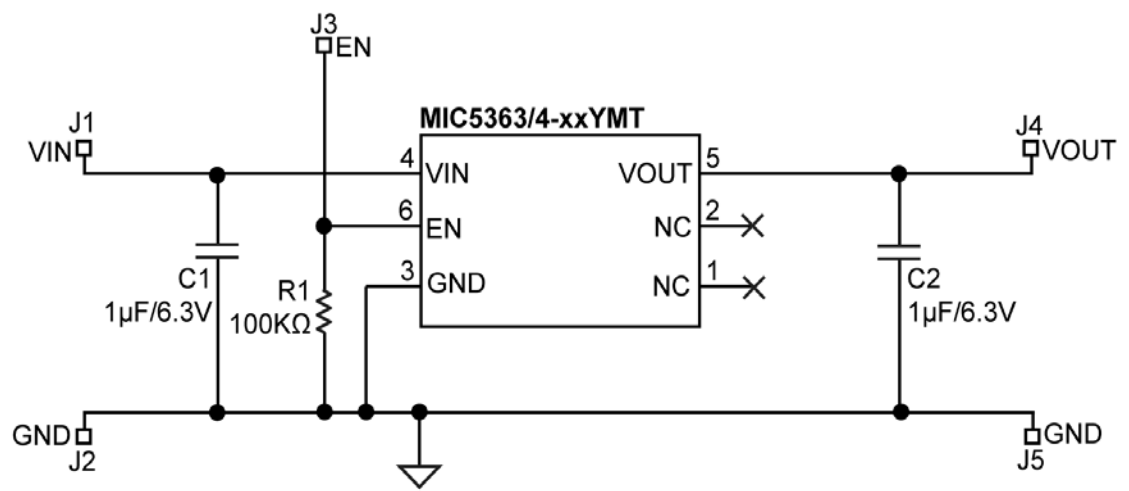 J3
EN
MIC5363/4-xxYMT
J1
VIN
4
VIN
VOUT
5
J4
VOUT
6
EN
NC
2
3
GND
NC
1
C1
1µF/6.3V
R1
100KΩ
C2
1µF/6.3V
GND
J2
GND
J5